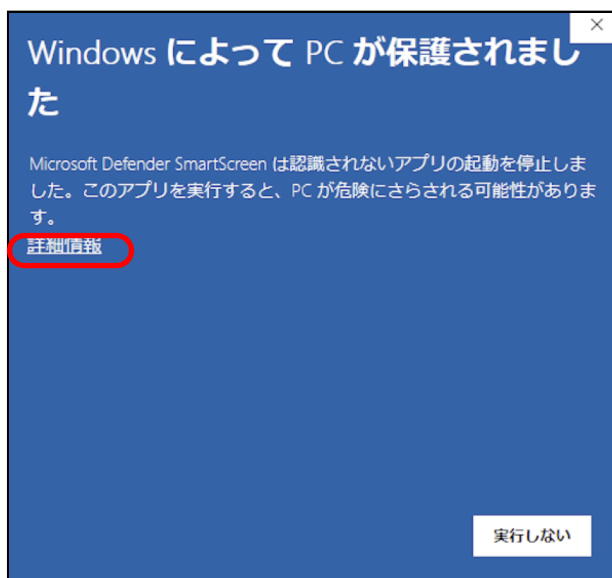 Windows によって PC が保護されまし
た
Microsoft Defender SmartScreen は認識されないアプリの起動を停止しま
した。このアプリを実行すると、PC が危険にさらされる可能性がありま
す。
詳細情報
実行しない